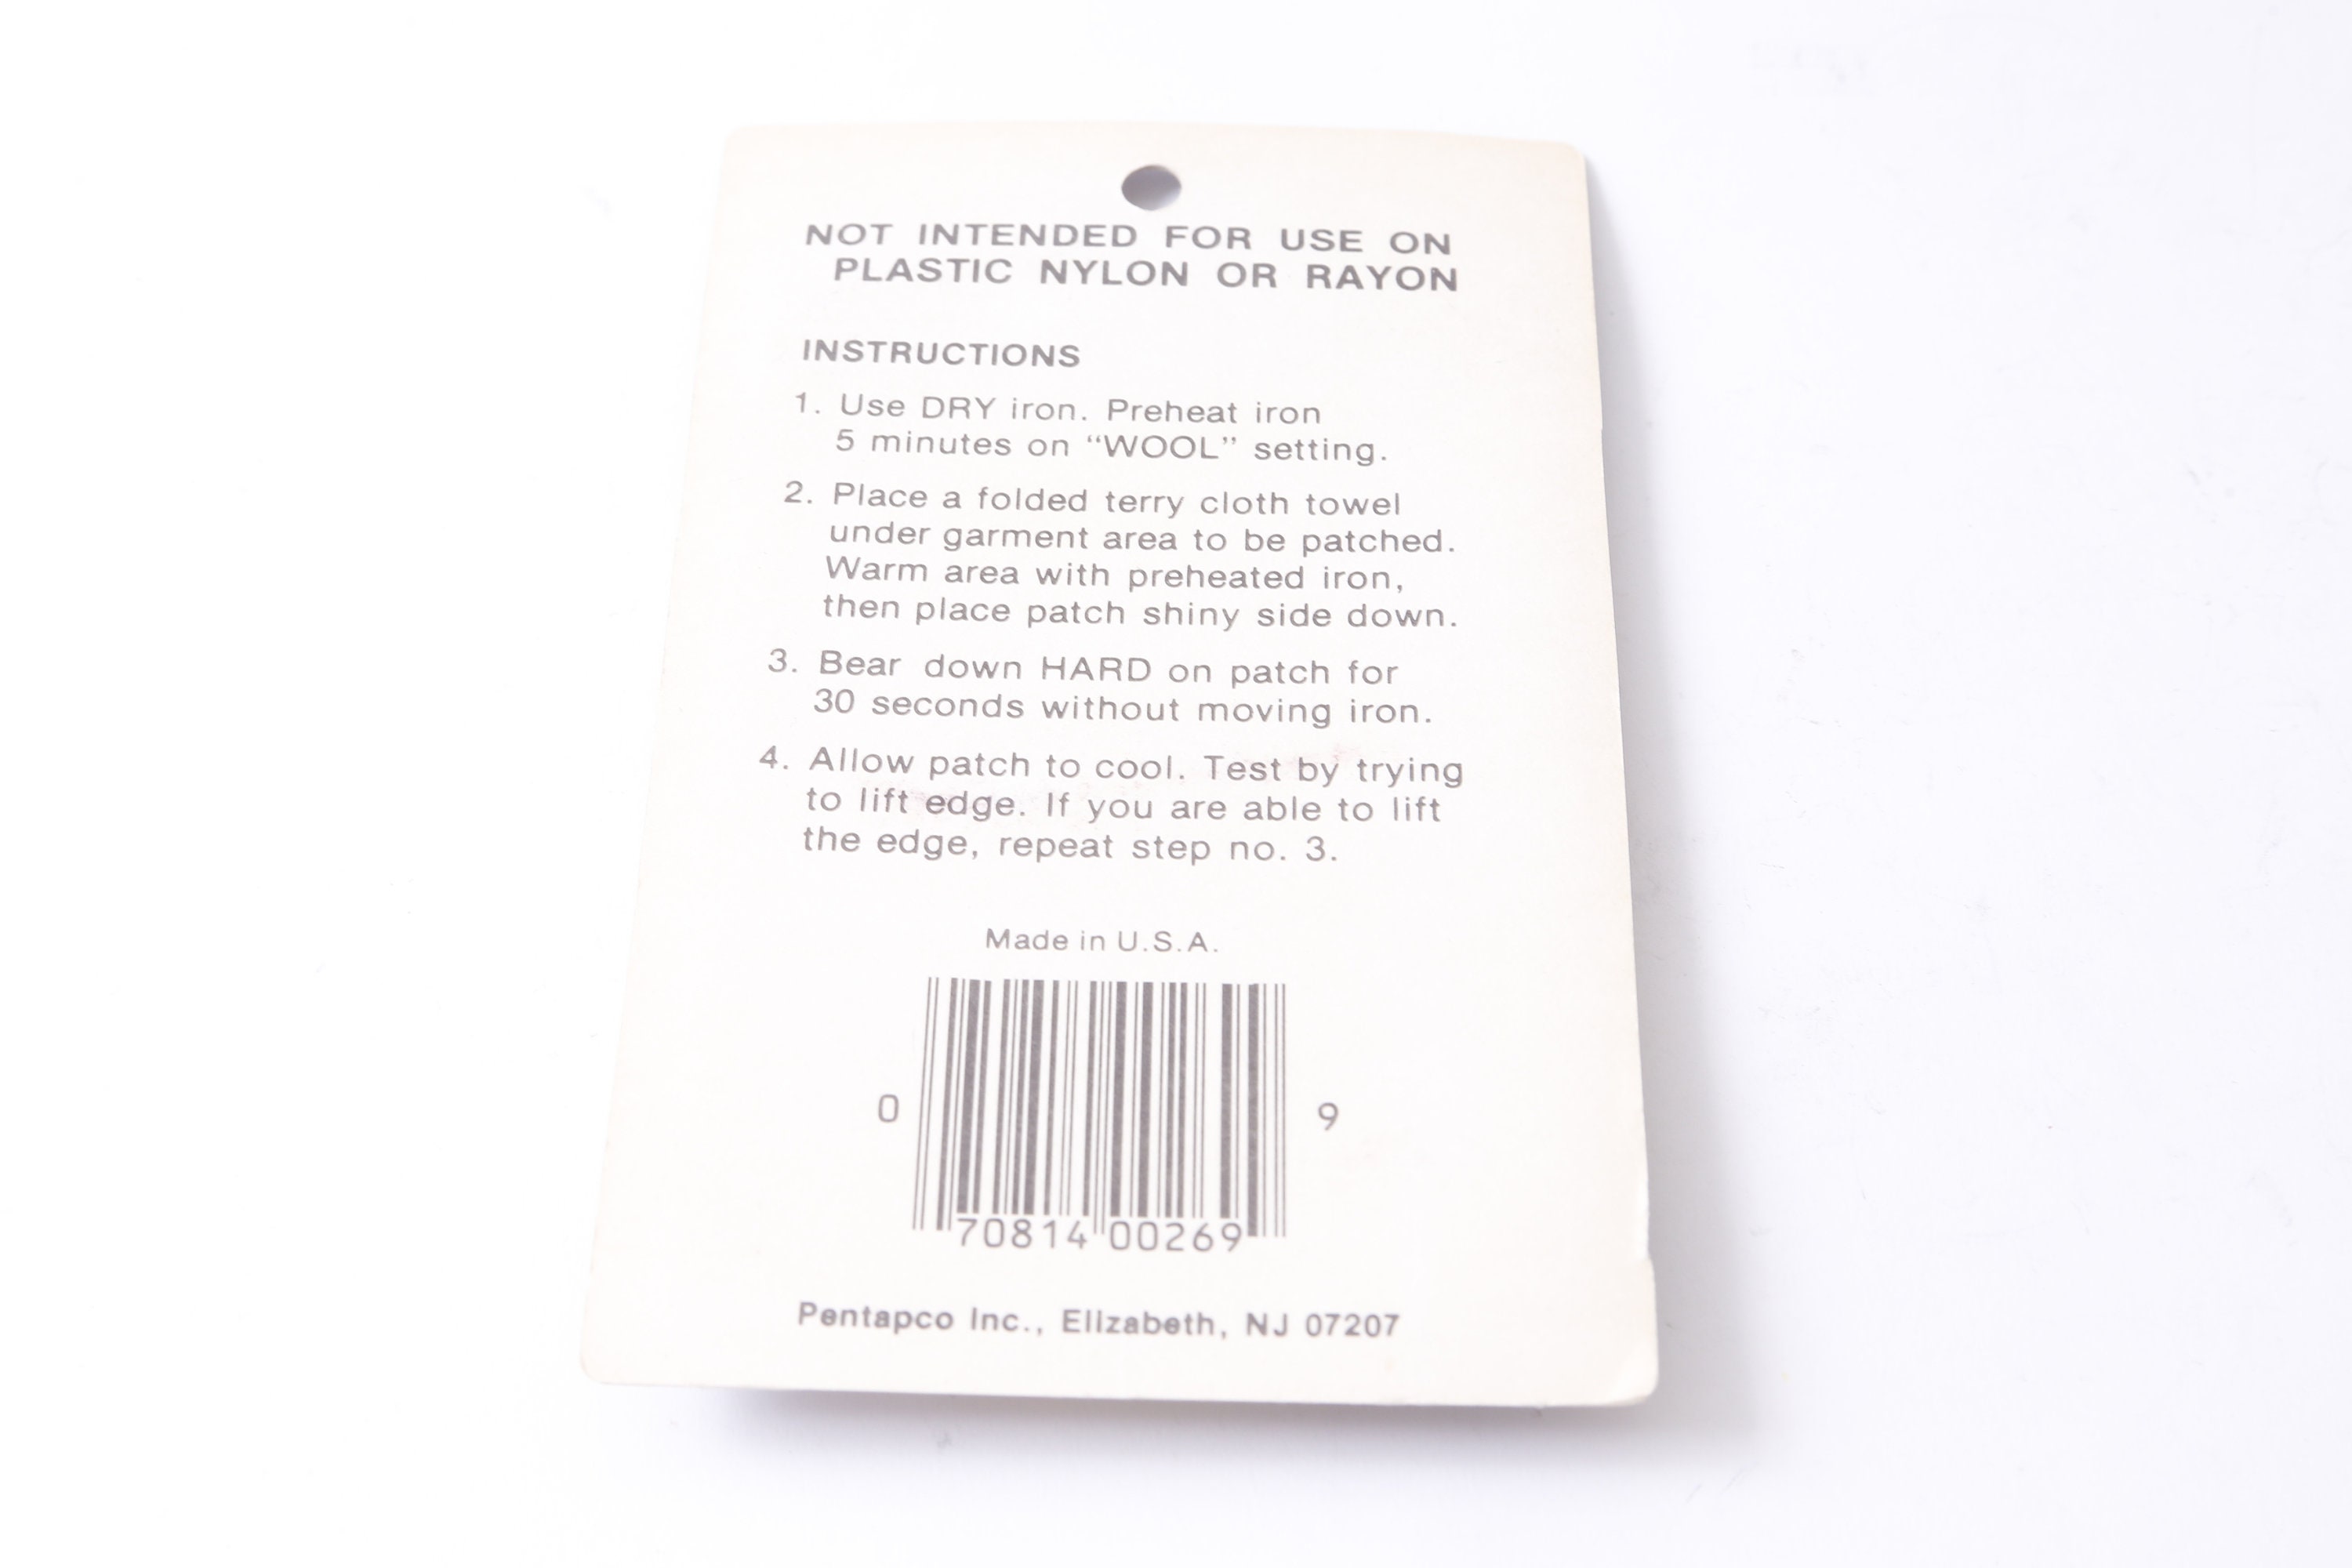 NOT INTENDED FOR USE ON
PLASTIC NYLON OR RAYON
INSTRUCTIONS
1. Use DRY iron. Preheat iron
5 minutes on “WOOL” setting.
2. Place a folded terry cloth towel
under garment area to be patched.
Warm area with preheated iron,
then place patch shiny side down.
3. Bear down HARD on patch for
30 seconds without moving iron.
4. Allow patch to cool. Test by trying
to lift edge. If you are able to lift
the edge, repeat step no. 3.
Made in U.S.A.
0 70814 00269 9
Pentapco Inc., Elizabeth, NJ 07207